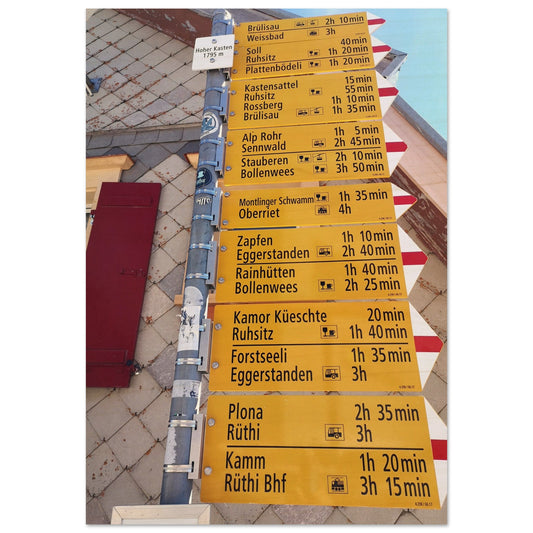 Hoher Kasten
1795 m
Brülisau 2h 10min
Weissbad 3h
Soll 40min
Ruhsitz 1h 20min
Plattenbödeli 1h 20min
Kastensattel 15min
Ruhsitz 55min
Rossberg 1h 10min
Brülisau 1h 35min
Alp Rohr 1h 5min
Sennwald 2h 45min
Stauberen 2h 10min
Bollenwees 3h 50min
Montlinger Schwamm 1h 35min
Oberriet 4h
Zapfen 1h 10min
Eggerstanden 2h 40min
Rainhütten 1h 40min
Bollenwees 2h 25min
Kamor Küeschte 20min
Ruhsitz 1h 40min
Forstseeli 1h 35min
Eggerstanden 3h
Plona 2h 35min
Rüthi 3h
Kamm 1h 20min
Rüthi Bhf 3h 15min